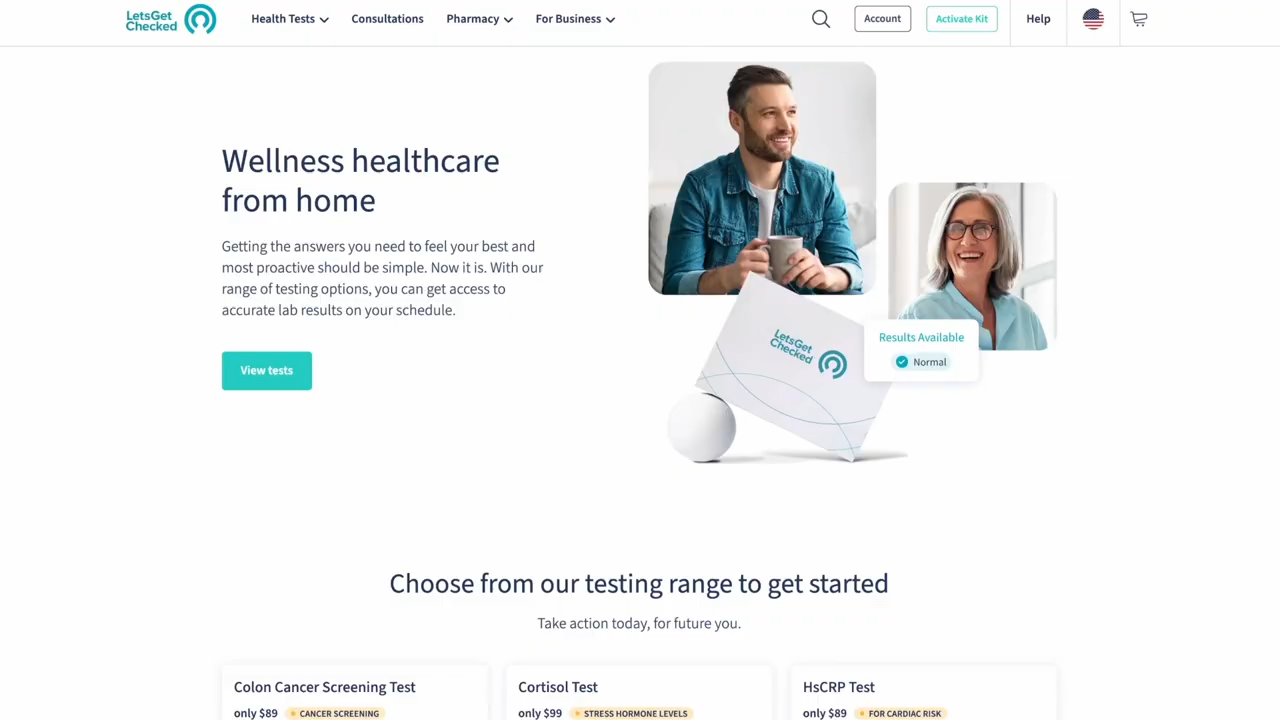 LetsGet
Checked
Health Tests
Consultations
Pharmacy
For Business
Account
Activate Kit
Help
Wellness healthcare
from home
Getting the answers you need to feel your best and
most proactive should be simple. Now it is. With our
range of testing options, you can get access to
accurate lab results on your schedule.
View tests
LetsGet
Checked
Results Available
Normal
Choose from our testing range to get started
Take action today, for future you.
Colon Cancer Screening Test
only $89 CANCER SCREENING
Cortisol Test
only $99 STRESS HORMONE LEVELS
HsCRP Test
only $89 FOR CARDIAC RISK